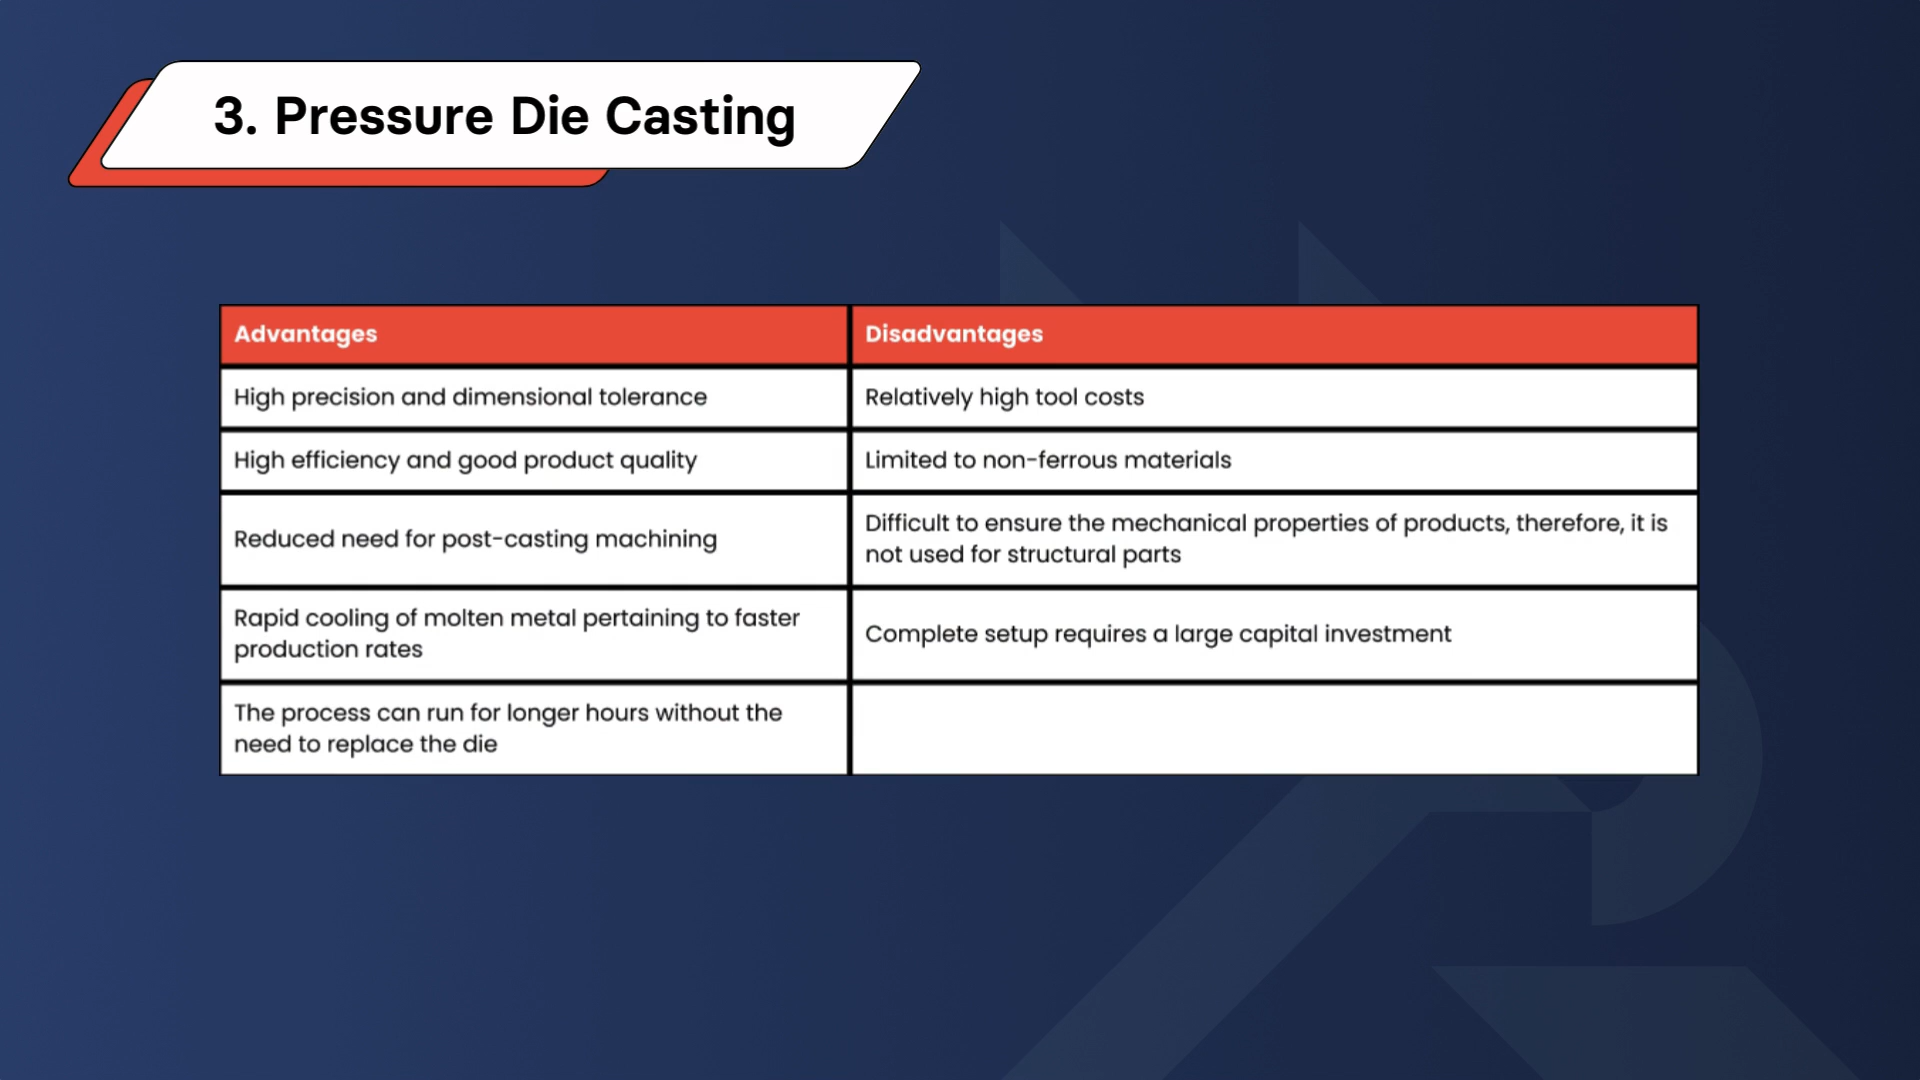 3. Pressure Die Casting
Advantages
Disadvantages
High precision and dimensional tolerance
Relatively high tool costs
High efficiency and good product quality
Limited to non-ferrous materials
Reduced need for post-casting machining
Difficult to ensure the mechanical properties of products, therefore, it is
not used for structural parts
Rapid cooling of molten metal pertaining to faster
production rates
Complete setup requires a large capital investment
The process can run for longer hours without the
need to replace the die